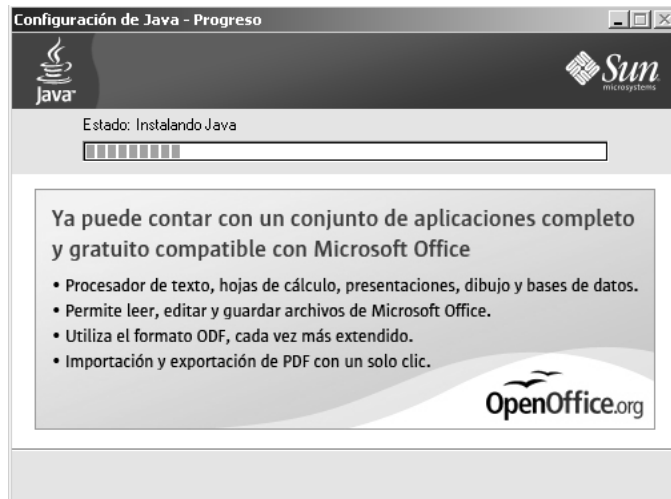 Configuración de Java - Progreso
Java
Sun
microsystems
Estado: Instalando Java
Ya puede contar con un conjunto de aplicaciones completo
y gratuito compatible con Microsoft Office
• Procesador de texto, hojas de cálculo, presentaciones, dibujo y bases de datos.
• Permite leer, editar y guardar archivos de Microsoft Office.
• Utiliza el formato ODF, cada vez más extendido.
• Importación y exportación de PDF con un solo clic.
OpenOffice.org